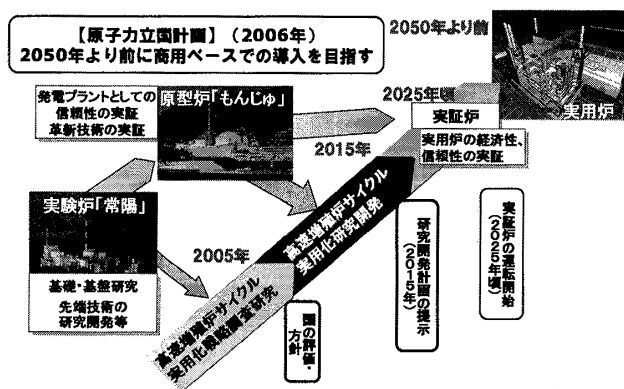 【原子力立国計画】（2006年）
2050年より前に商用ベースでの導入を目指す
2050年より前
実用炉
発電プラントとしての
信頼性の実証
革新技術の実証
原型炉「もんじゅ」
2025年頃
実証炉
実用炉の経済性、
信頼性の実証
2015年
実験炉「常陽」
基礎・基盤研究
先端技術の
研究開発等
2005年
高速増殖炉サイクル
実用化戦略調査研究
高速増殖炉サイクル
実用化研究開発
国の評価・
方針
研究開発計画の提示
（2015年）
実証炉の運転開始
（2025年頃）